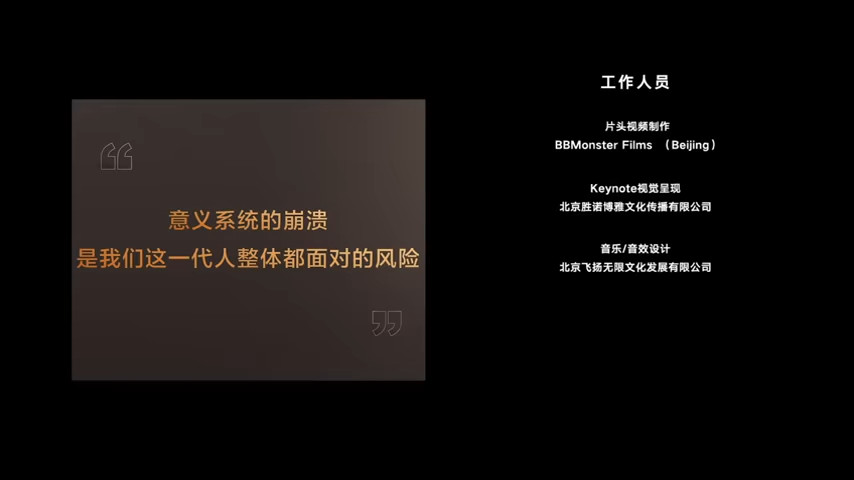 “
意义系统的崩溃
是我们这一代人整体都面对的风险
”
工作人员
片头视频制作
BBMonster Films （Beijing）
Keynote视觉呈现
北京胜诺博雅文化传播有限公司
音乐/音效设计
北京飞扬无限文化发展有限公司